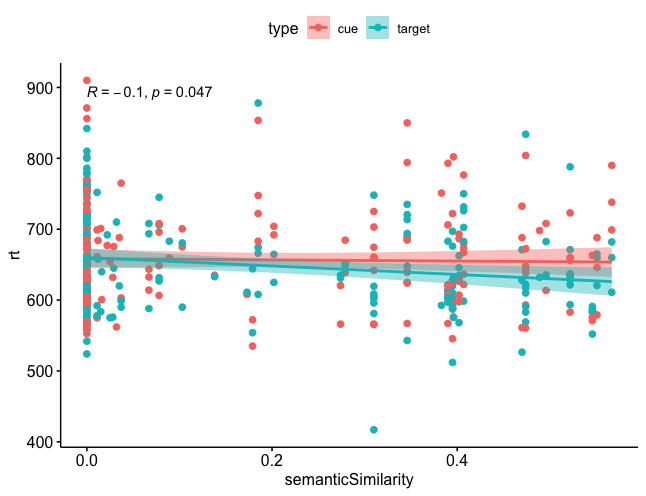 type cue target
R = −0.1, p = 0.047
900
800
700
600
500
400
rt
0.0 0.2 0.4
semanticSimilarity